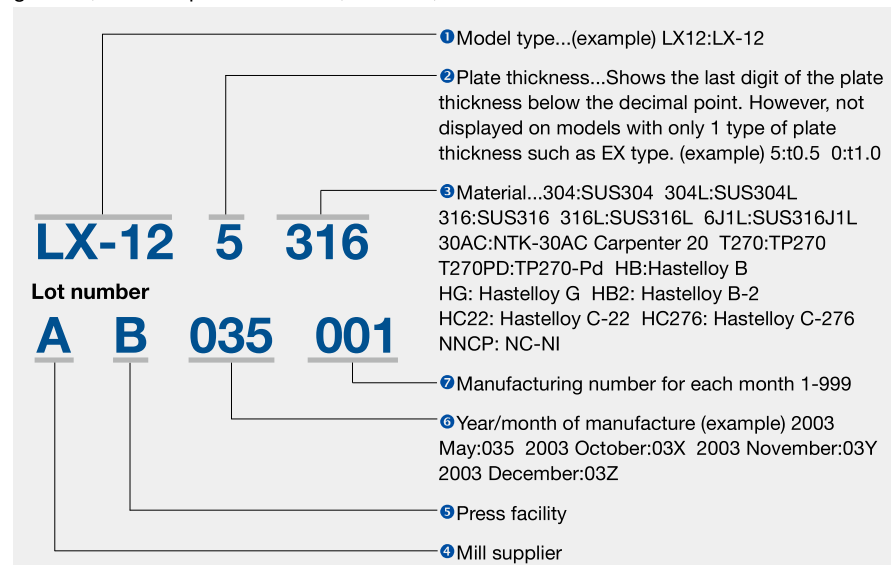 ❶Model type...(example) LX12:LX-12
❷Plate thickness...Shows the last digit of the plate
thickness below the decimal point. However, not
displayed on models with only 1 type of plate
thickness such as EX type. (example) 5:t0.5 0:t1.0
❸Material...304:SUS304 304L:SUS304L
316:SUS316 316L:SUS316L 6J1L:SUS316J1L
30AC:NTK-30AC Carpenter 20 T270:TP270
T270PD:TP270-Pd HB:Hastelloy B
HG: Hastelloy G HB2: Hastelloy B-2
HC22: Hastelloy C-22 HC276: Hastelloy C-276
NNCP: NC-NI
LX-12 5 316
Lot number
A B 035 001
❼Manufacturing number for each month 1-999
❻Year/month of manufacture (example) 2003
May:035 2003 October:03X 2003 November:03Y
2003 December:03Z
❺Press facility
❹Mill supplier